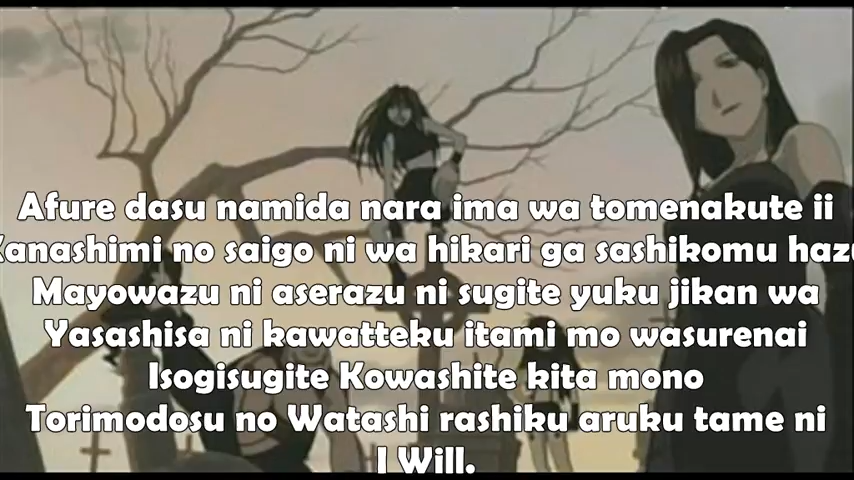 Afure dasu namida nara ima wa tomenakute ii
Kanashimi no saigo ni wa hikari ga sashikomu hazu
Mayowazu ni aserazu ni sugite yuku jikan wa
Yasashisa ni kawatteku itami mo wasurenai
Isogisugite Kowashite kita mono
Torimodosu no Watashi rashiku aruku tame ni
I Will.